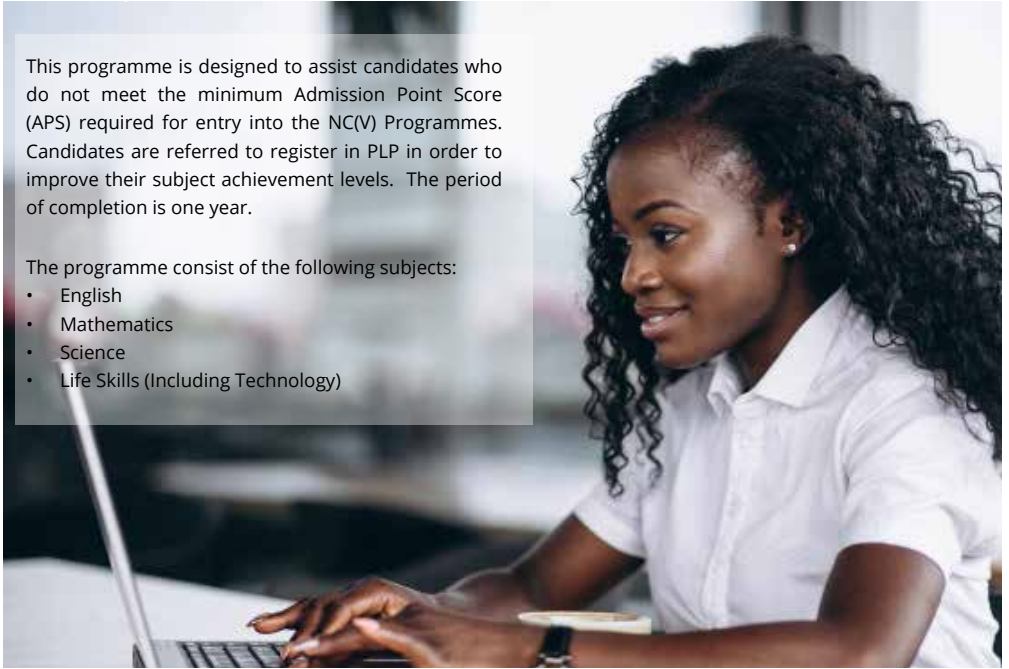 This programme is designed to assist candidates who
do not meet the minimum Admission Point Score
(APS) required for entry into the NC(V) Programmes.
Candidates are referred to register in PLP in order to
improve their subject achievement levels. The period
of completion is one year.
The programme consist of the following subjects:
• English
• Mathematics
• Science
• Life Skills (Including Technology)